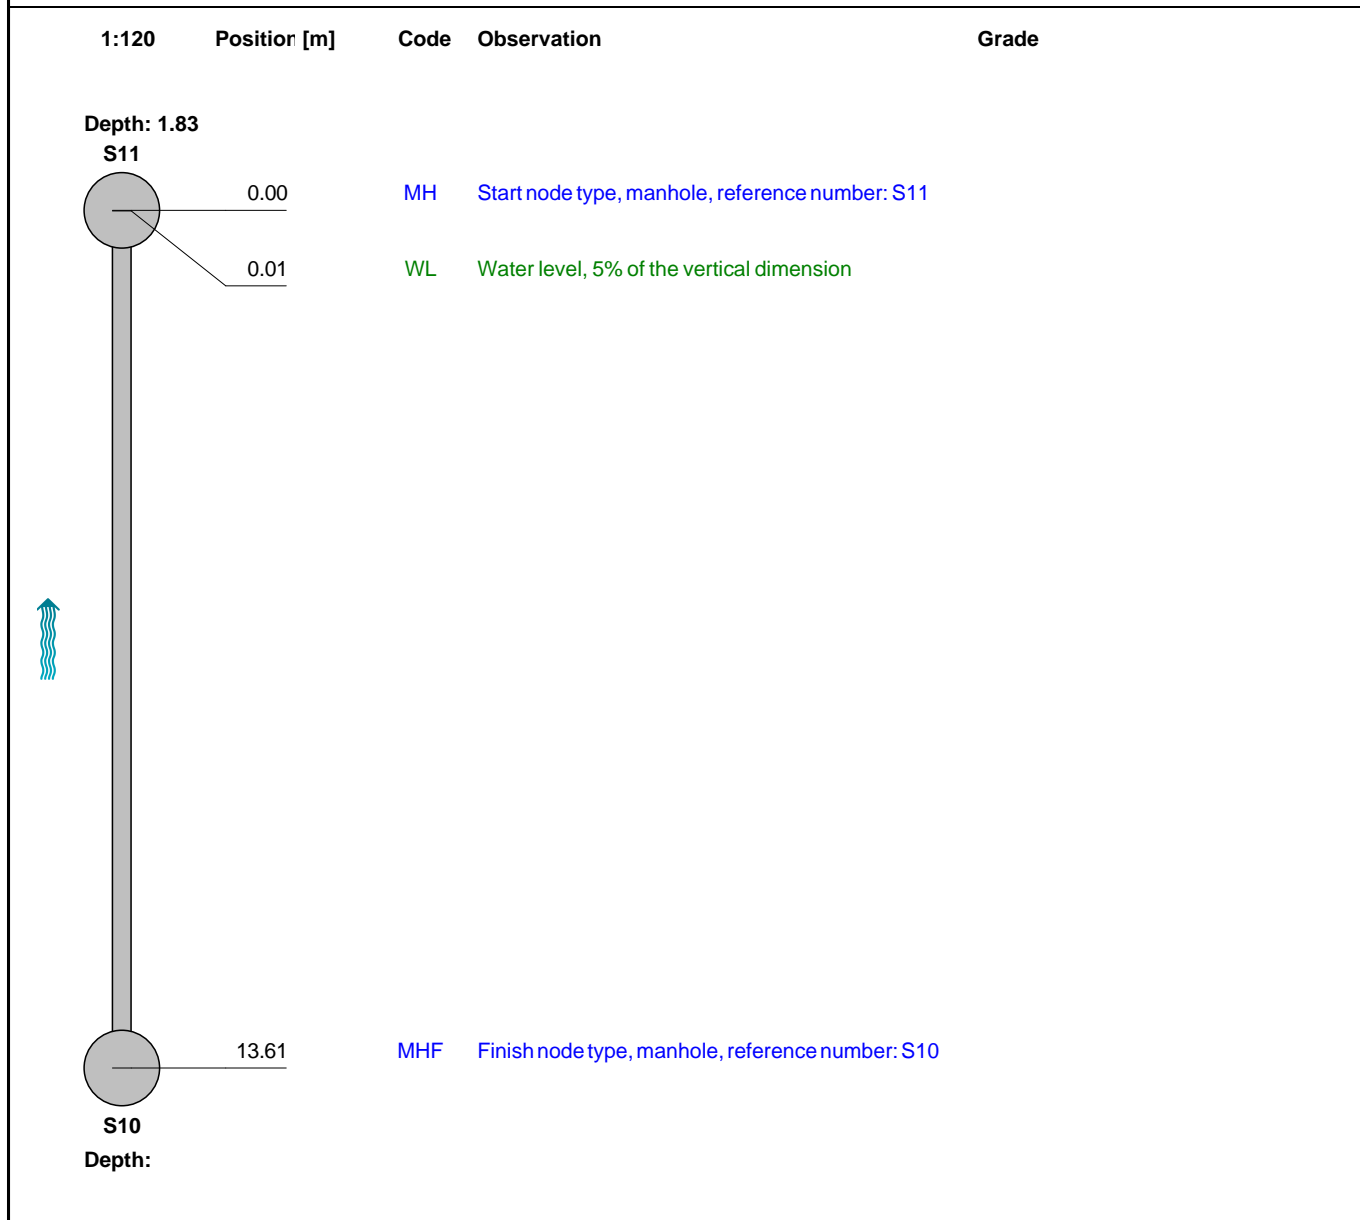 1:120 Position [m] Code Observation Grade
Depth: 1.83
S11
0.00 MH Start node type, manhole, reference number: S11
0.01 WL Water level, 5% of the vertical dimension
13.61 MHF Finish node type, manhole, reference number: S10
S10
Depth: